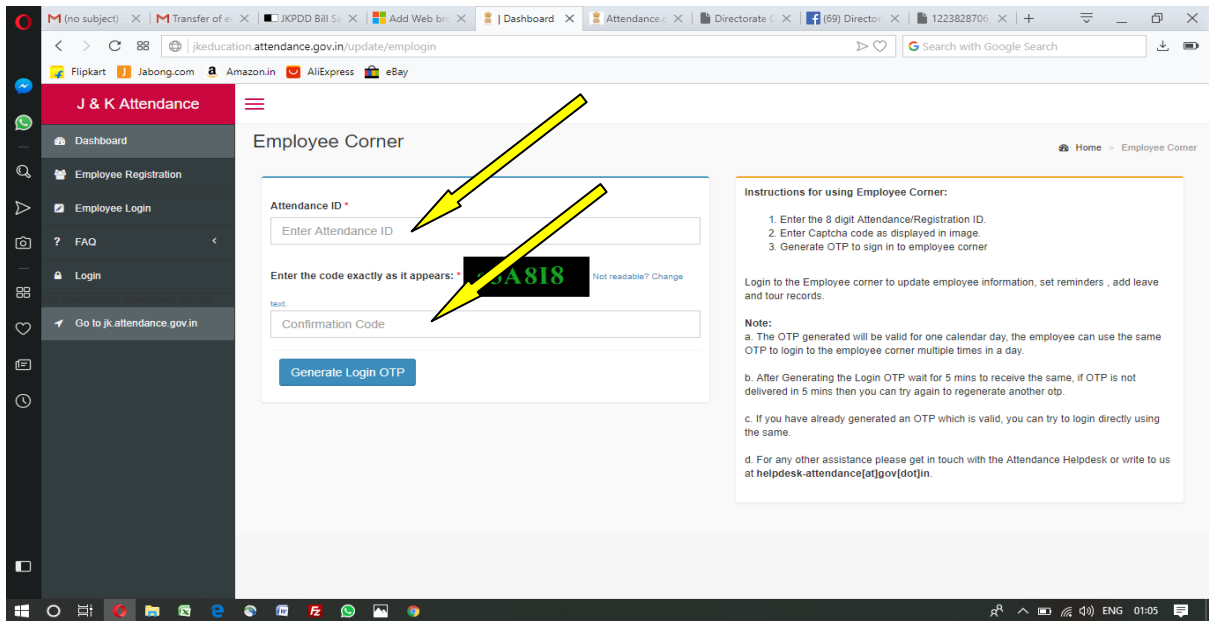 M (no subject) -
M Transfer of e
JKPDD Bill Sa
Add Web bro
| Dashboard
Attendance.g
Directorate
(69) Director
1223828706
jkeducation.attendance.gov.in/update/emplogin
G Search with Google Search
Flipkart
Jabong.com
Amazon.in
AliExpress
eBay
J & K Attendance
Dashboard
Employee Registration
Employee Login
? FAQ
Login
Go to jk.attendance.gov.in
Employee Corner
Home > Employee Corner
Attendance ID *
Enter Attendance ID
Enter the code exactly as it appears: *
A8I8
Not readable? Change
text.
Confirmation Code
Generate Login OTP
Instructions for using Employee Corner:
1. Enter the 8 digit Attendance/Registration ID.
2. Enter Captcha code as displayed in image.
3. Generate OTP to sign in to employee corner
Login to the Employee corner to update employee information, set reminders , add leave
and tour records.
Note:
a. The OTP generated will be valid for one calendar day, the employee can use the same
OTP to login to the employee corner multiple times in a day.
b. After Generating the Login OTP wait for 5 mins to receive the same, if OTP is not
delivered in 5 mins then you can try again to regenerate another otp.
c. If you have already generated an OTP which is valid, you can try to login directly using
the same.
d. For any other assistance please get in touch with the Attendance Helpdesk or write to us
at helpdesk-attendance[at]gov[dot]in.
ENG 01:05